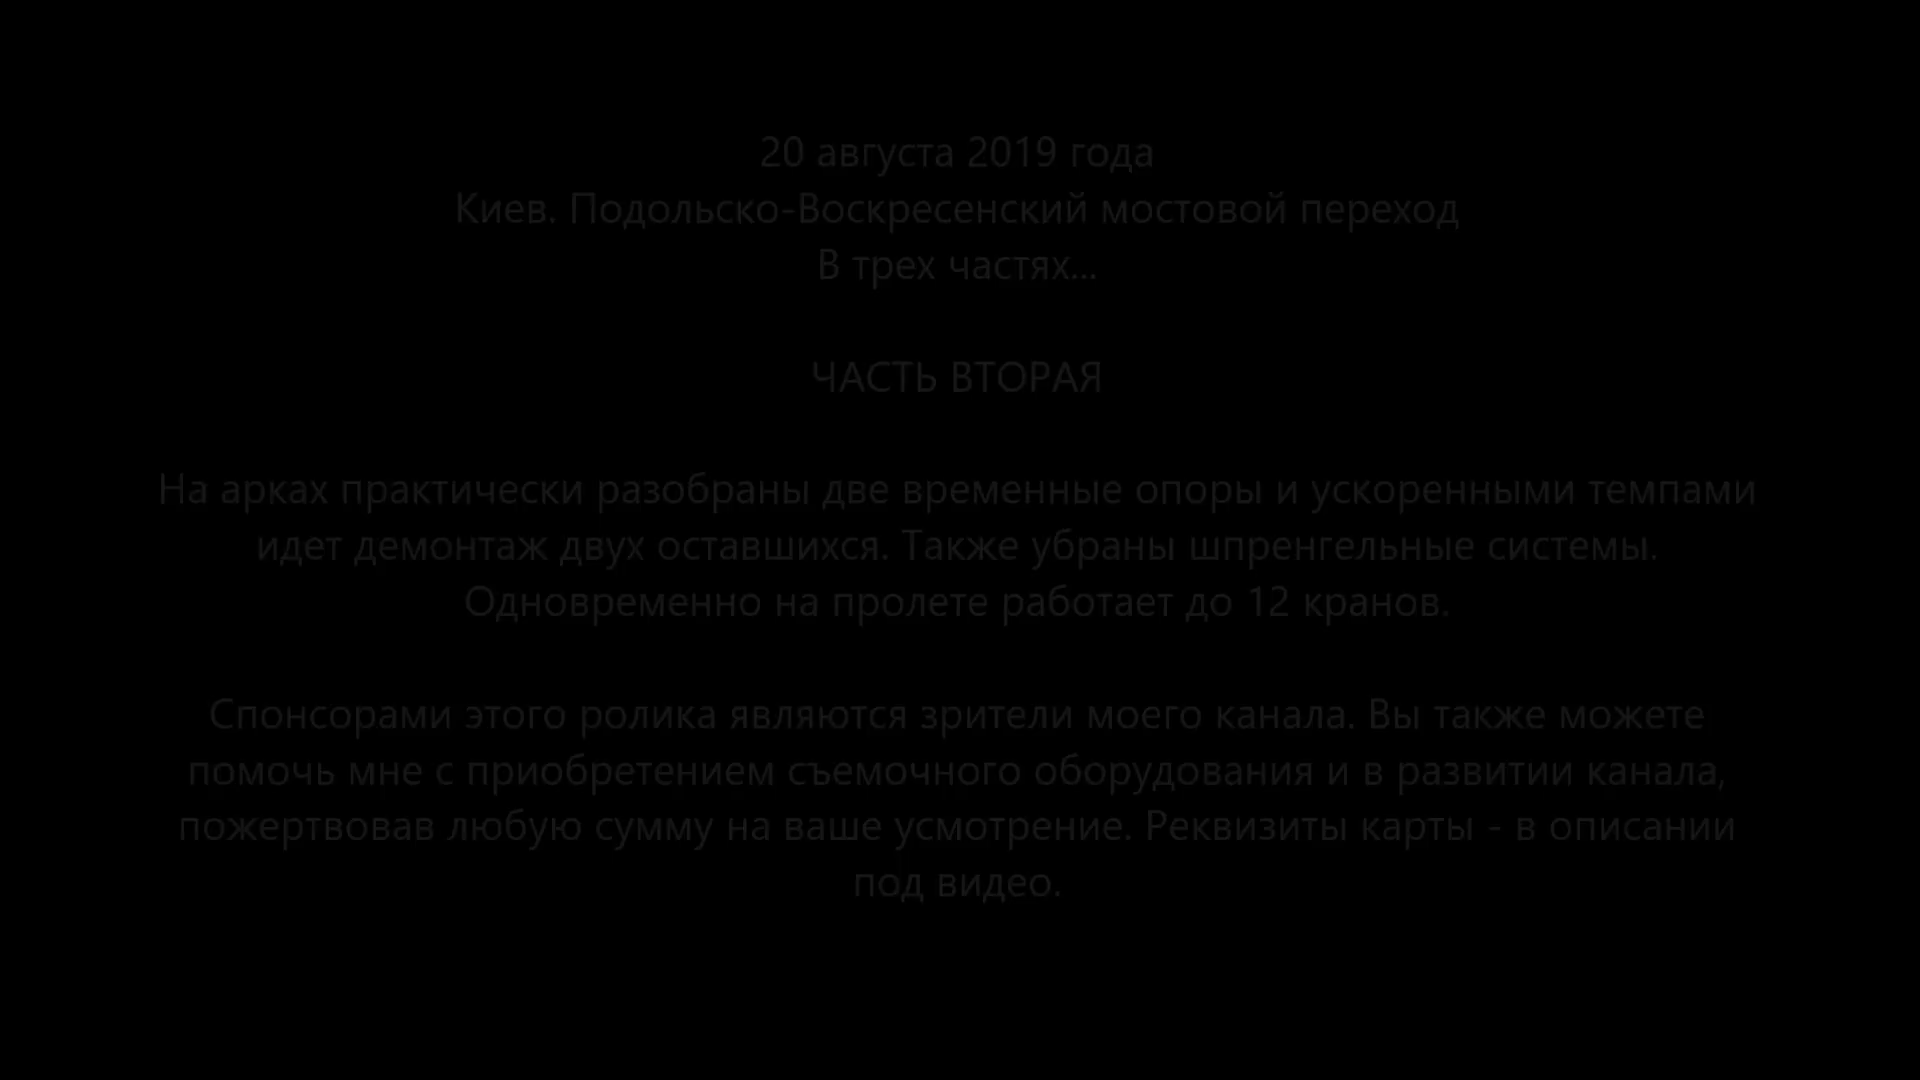 20 августа 2019 года
Киев. Подольско-Воскресенский мостовой переход
В трех частях...
ЧАСТЬ ВТОРАЯ
На арках практически разобраны две временные опоры и ускоренными темпами
идет демонтаж двух оставшихся. Также убраны шпренгельные системы.
Одновременно на пролете работает до 12 кранов.
Спонсорами этого ролика являются зрители моего канала. Вы также можете
помочь мне с приобретением съемочного оборудования и в развитии канала,
пожертвовав любую сумму на ваше усмотрение. Реквизиты карты - в описании
под видео.